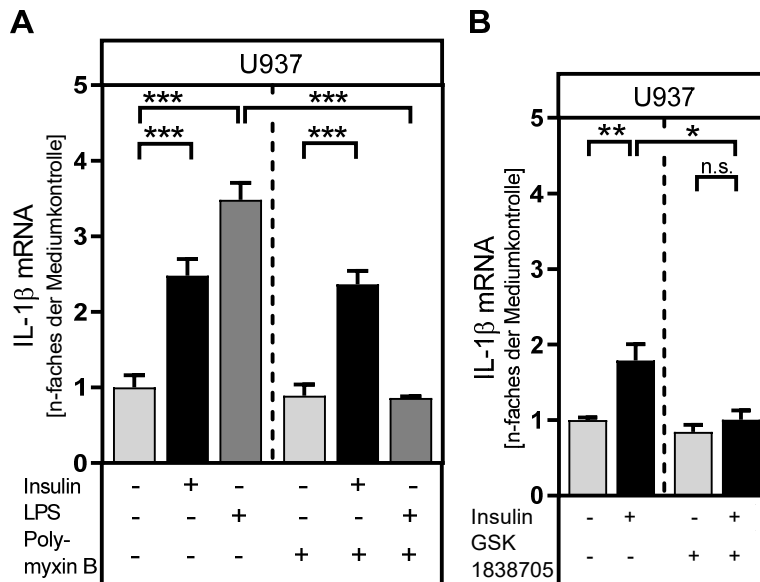 A
U937
IL-1β mRNA
[n-faches der Mediumkontrolle]
5
4
3
2
1
0
*** ***
*** ***
Insulin - + - - + -
LPS - - + - - +
Poly-
myxin B - - - + + +
B
U937
IL-1β mRNA
[n-faches der Mediumkontrolle]
5
4
3
2
1
0
** *
n.s.
Insulin - + - +
GSK
1838705 - - + +